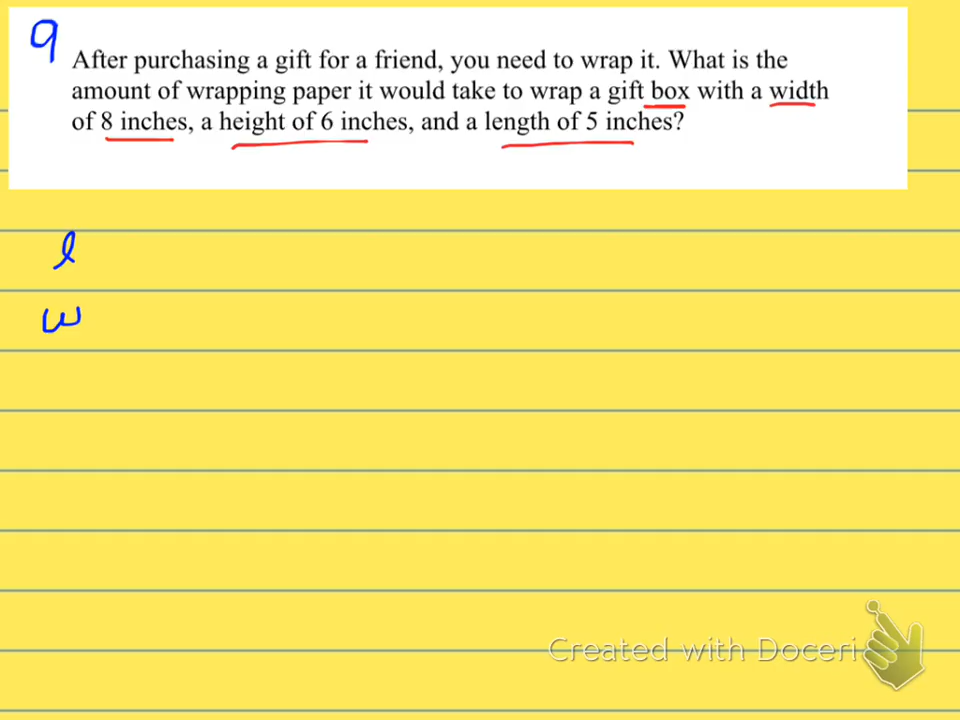 9
After purchasing a gift for a friend, you need to wrap it. What is the
amount of wrapping paper it would take to wrap a gift box with a width
of 8 inches, a height of 6 inches, and a length of 5 inches?
l
w
Created with Doceri